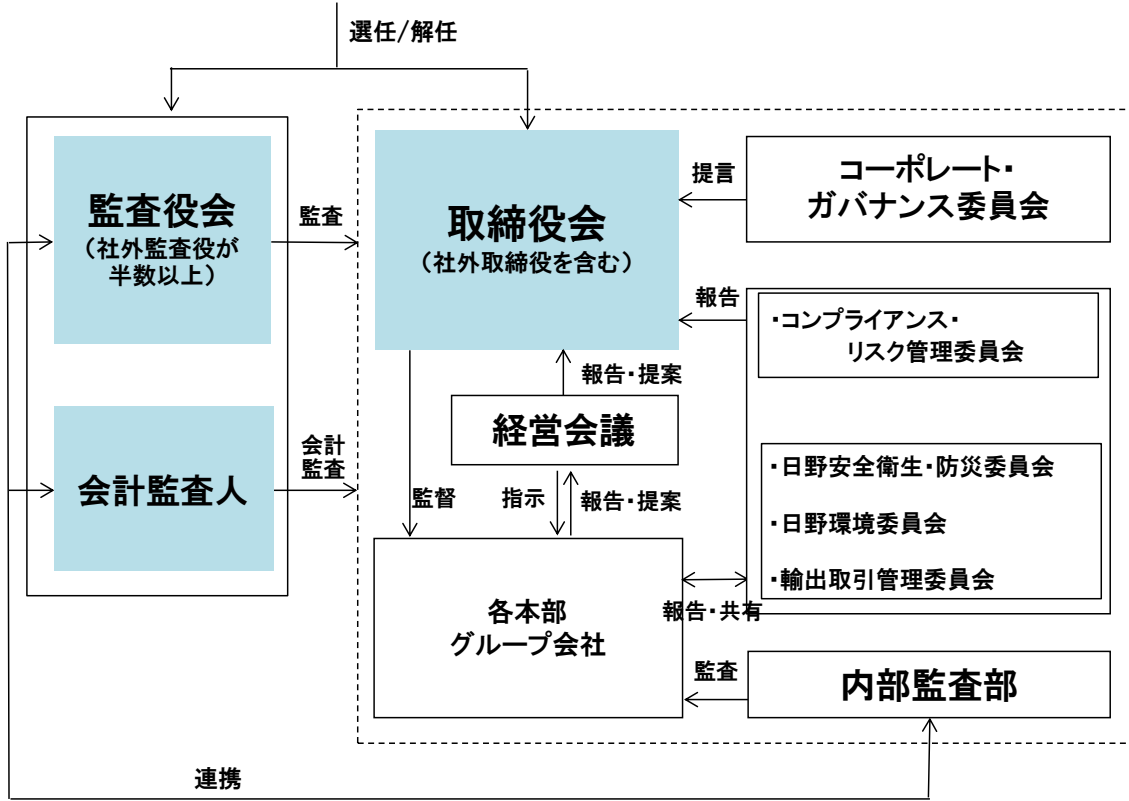 選任/解任
監査役会
（社外監査役が
半数以上）
監査
取締役会
（社外取締役を含む）
提言
コーポレート・
ガバナンス委員会
報告
・コンプライアンス・
リスク管理委員会
報告・提案
経営会議
会計監査人
会計
監査
監督
指示
報告・提案
・日野安全衛生・防災委員会
・日野環境委員会
・輸出取引管理委員会
各本部
グループ会社
報告・共有
監査
内部監査部
連携